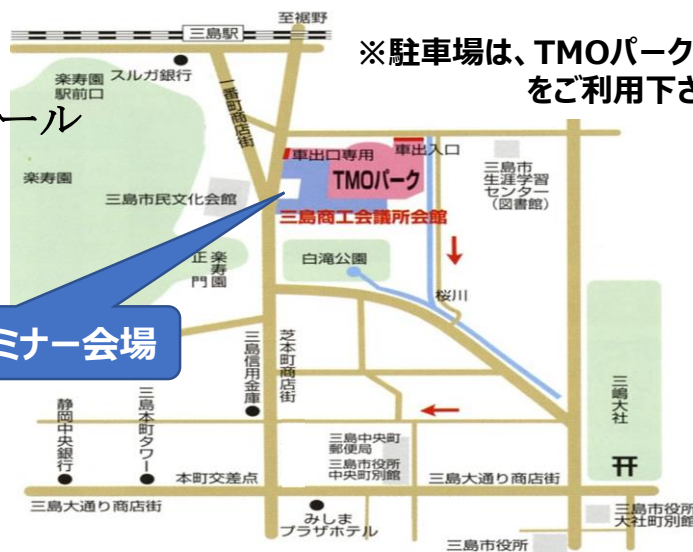 至裾野
三島駅
※駐車場は、TMOパーク
をご利用下さ
スルガ銀行
楽寿園
駅前口
ール
一番町商店街
車出口専用
車出入口
TMOパーク
三島市
生涯学習
センター
(図書館)
楽寿園
三島市民文化会館
三島商工会議所会館
楽寿園
正門
白滝公園
桜川
ミナー会場
三島信用金庫
芝本町商店街
三嶋大社
静岡中央銀行
三島本町タワー
三島中央町
郵便局
三島市役所
中央町別館
本町交差点
三島大通り商店街
三島大通り商店街
みしま
プラザホテル
三島市役所
大社町別館
三島市役所